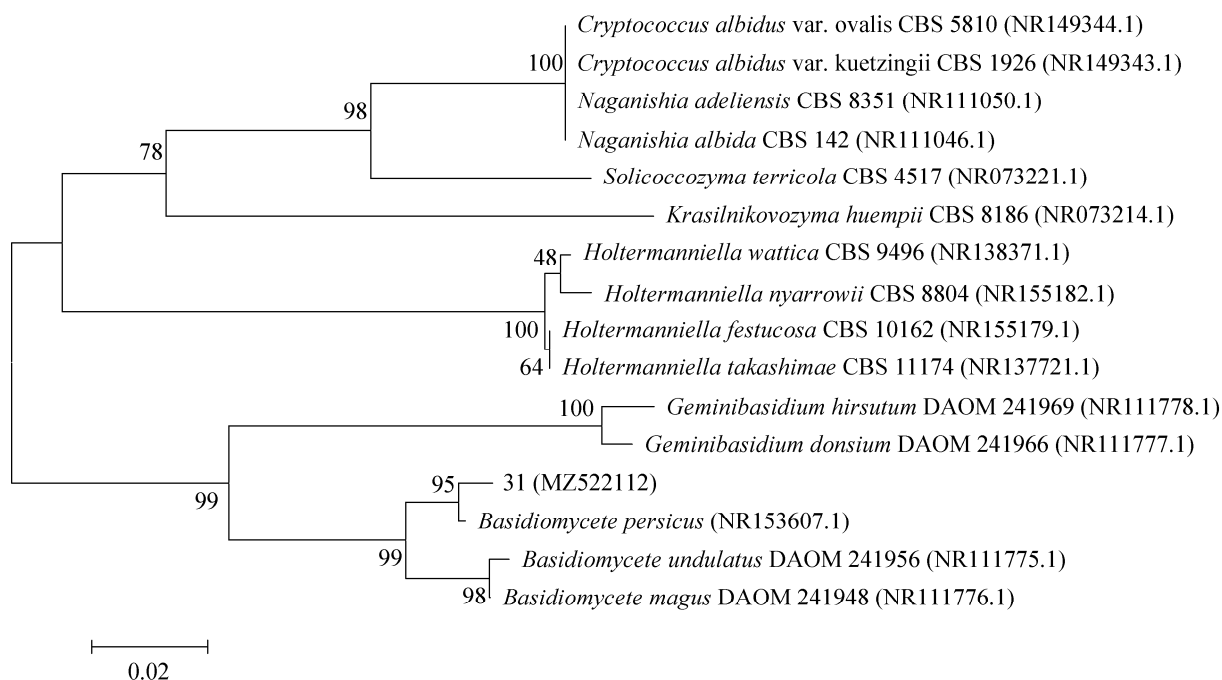 Cryptococcus albidus var. ovalis CBS 5810 (NR149344.1)
100
Cryptococcus albidus var. kuetzingii CBS 1926 (NR149343.1)
Naganishia adeliensis CBS 8351 (NR111050.1)
98
Naganishia albida CBS 142 (NR111046.1)
78
Solicoccozyma terricola CBS 4517 (NR073221.1)
Krasilnikovozyma huempii CBS 8186 (NR073214.1)
48
Holtermanniella wattica CBS 9496 (NR138371.1)
Holtermanniella nyarrowii CBS 8804 (NR155182.1)
100
Holtermanniella festucosa CBS 10162 (NR155179.1)
64
Holtermanniella takashimae CBS 11174 (NR137721.1)
100
Geminibasidium hirsutum DAOM 241969 (NR111778.1)
Geminibasidium donsium DAOM 241966 (NR111777.1)
99
95
31 (MZ522112)
Basidiomycete persicus (NR153607.1)
99
Basidiomycete undulatus DAOM 241956 (NR111775.1)
98
Basidiomycete magus DAOM 241948 (NR111776.1)
0.02